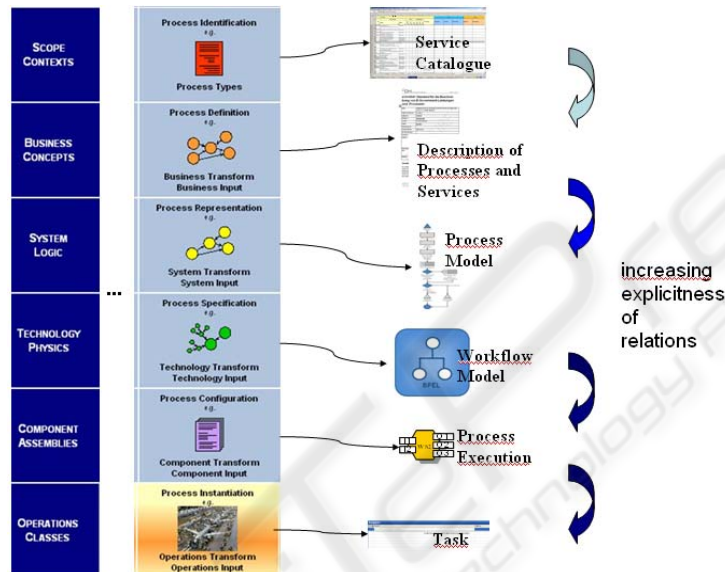 SCOPE
CONTEXTS
Process Identification
e.g.
Process Types
Service
Catalogue
BUSINESS
CONCEPTS
Process Definition
e.g.
Business Transform
Business Input
Description of
Processes and
Services
SYSTEM
LOGIC
Process Representation
e.g.
System Transform
System Input
Process
Model
...
increasing
explicitness
of
relations
TECHNOLOGY
PHYSICS
Process Specification
e.g.
Technology Transform
Technology Input
BPEL
Workflow
Model
COMPONENT
ASSEMBLIES
Process Configuration
e.g.
Component Transform
Component Input
Process
Execution
OPERATIONS
CLASSES
Process Instantiation
e.g.
Operations Transform
Operations Input
Task